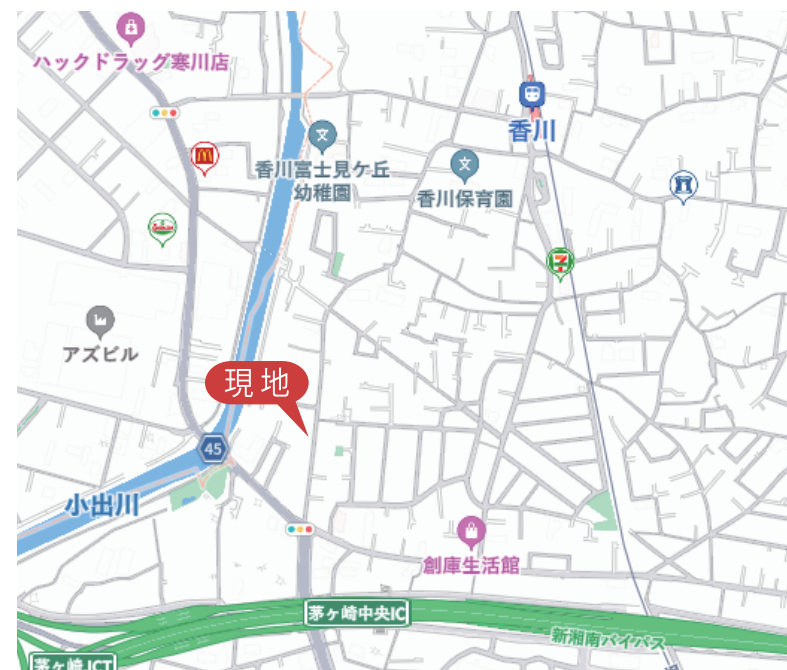 ハックドラッグ寒川店
香川
香川富士見ケ丘
幼稚園
香川保育園
アズビル
現地
45
小出川
創庫生活館
茅ヶ崎中央IC
新湘南バイパス
茅ヶ崎JCT